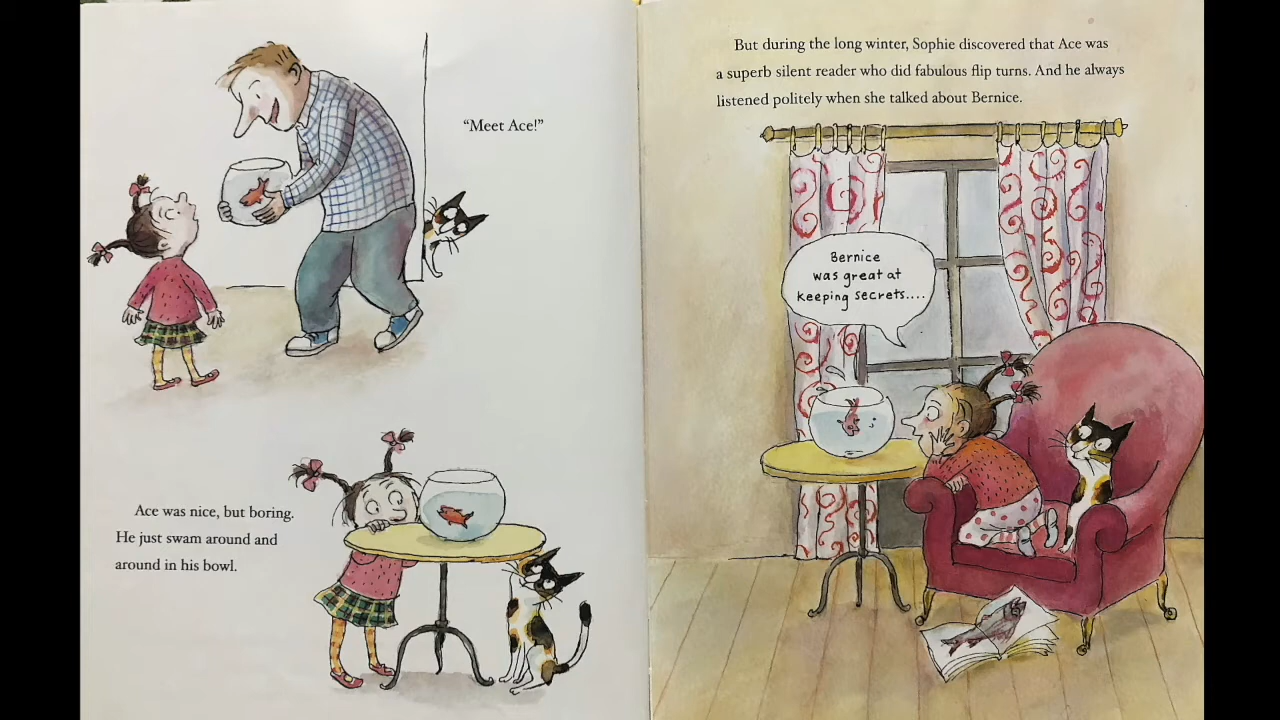 “Meet Ace!”
Ace was nice, but boring.
He just swam around and
around in his bowl.
But during the long winter, Sophie discovered that Ace was
a superb silent reader who did fabulous flip turns. And he always
listened politely when she talked about Bernice.
Bernice
was great at
keeping secrets....